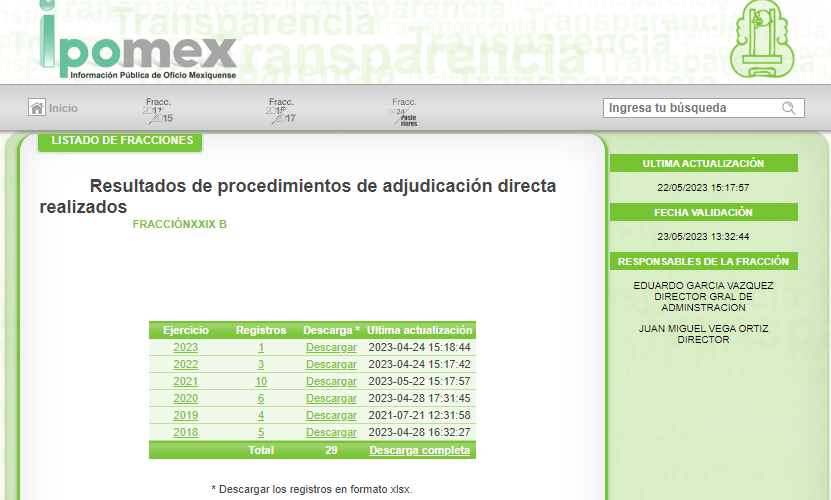 ipomex
Información Pública de Oficio Mexiquense
Inicio
Fracc.
2011
2015
Fracc.
2017
Fracc.
2024
Poste
riores
Ingresa tu búsqueda
LISTADO DE FRACCIONES
Resultados de procedimientos de adjudicación directa
realizados
FRACCIÓNXXIX B
Ejercicio Registros Descarga * Ultima actualización
2023 1 Descargar 2023-04-24 15:18:44
2022 3 Descargar 2023-04-24 15:17:42
2021 10 Descargar 2023-05-22 15:17:57
2020 6 Descargar 2023-04-28 17:31:45
2019 4 Descargar 2021-07-21 12:31:58
2018 5 Descargar 2023-04-28 16:32:27
Total 29 Descarga completa
* Descargar los registros en formato xlsx.
ULTIMA ACTUALIZACIÓN
22/05/2023 15:17:57
FECHA VALIDACIÓN
23/05/2023 13:32:44
RESPONSABLES DE LA FRACCIÓN
EDUARDO GARCIA VAZQUEZ
DIRECTOR GRAL DE
ADMINSTRACION
JUAN MIGUEL VEGA ORTIZ
DIRECTOR
Transparencia